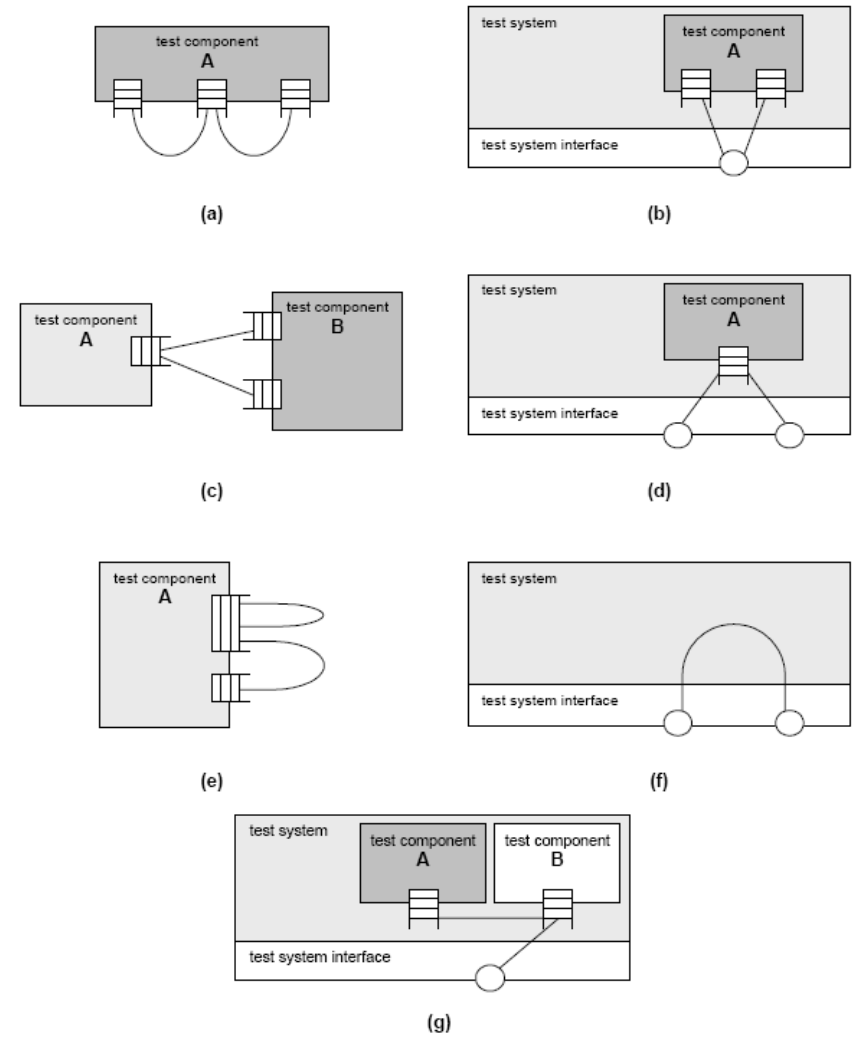 test component
A
(a)
test system
test component
A
test system interface
(b)
test component
A
test component
B
(c)
test system
test component
A
test system interface
(d)
test component
A
(e)
test system
test system interface
(f)
test system
test component
A
test component
B
test system interface
(g)